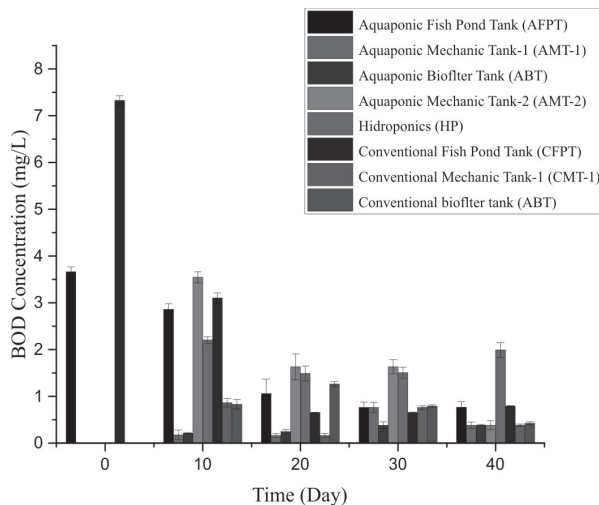 Aquaponic Fish Pond Tank (AFPT)
Aquaponic Mechanic Tank-1 (AMT-1)
Aquaponic Bioflter Tank (ABT)
Aquaponic Mechanic Tank-2 (AMT-2)
Hidroponics (HP)
Conventional Fish Pond Tank (CFPT)
Conventional Mechanic Tank-1 (CMT-1)
Conventional bioflter tank (ABT)
BOD Concentration (mg/L)
8
7
6
5
4
3
2
1
0
0 10 20 30 40
Time (Day)